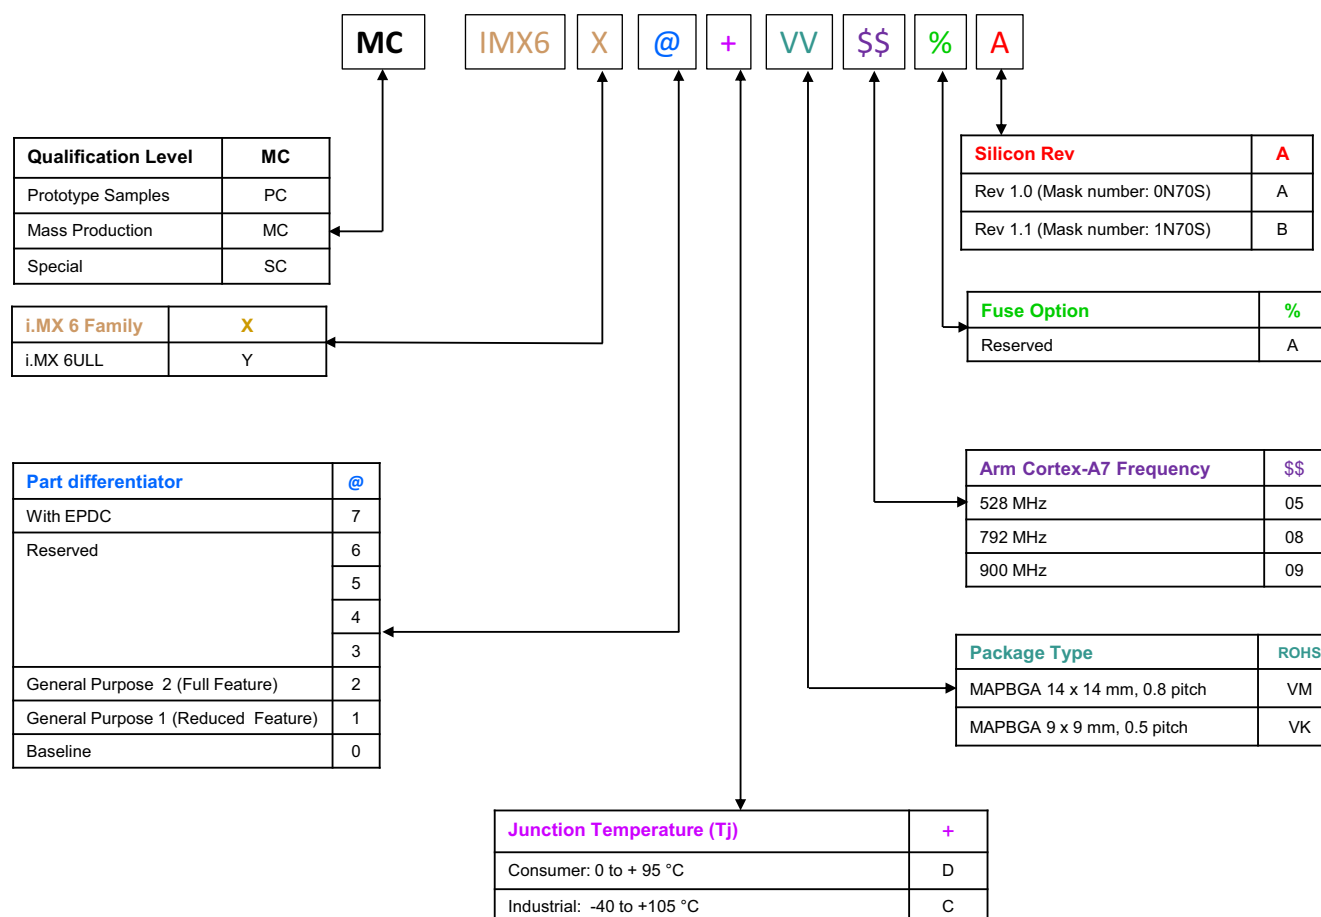 MC IMX6 X @ + VV $$ % A
Qualification Level MC
Prototype Samples PC
Mass Production MC
Special SC
i.MX 6 Family X
i.MX 6ULL Y
Part differentiator @
With EPDC 7
Reserved 6
5
4
3
General Purpose 2 (Full Feature) 2
General Purpose 1 (Reduced Feature) 1
Baseline 0
Junction Temperature (Tj) +
Consumer: 0 to + 95 °C D
Industrial: -40 to +105 °C C
Silicon Rev A
Rev 1.0 (Mask number: 0N70S) A
Rev 1.1 (Mask number: 1N70S) B
Fuse Option %
Reserved A
Arm Cortex-A7 Frequency $$
528 MHz 05
792 MHz 08
900 MHz 09
Package Type ROHS
MAPBGA 14 x 14 mm, 0.8 pitch VM
MAPBGA 9 x 9 mm, 0.5 pitch VK